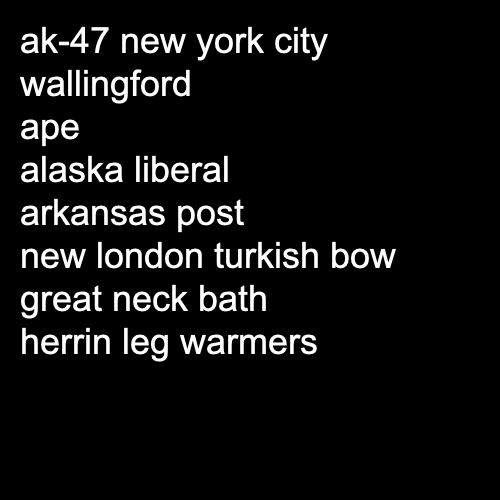 ak-47 new york city
wallingford
ape
alaska liberal
arkansas post
new london turkish bow
great neck bath
herrin leg warmers